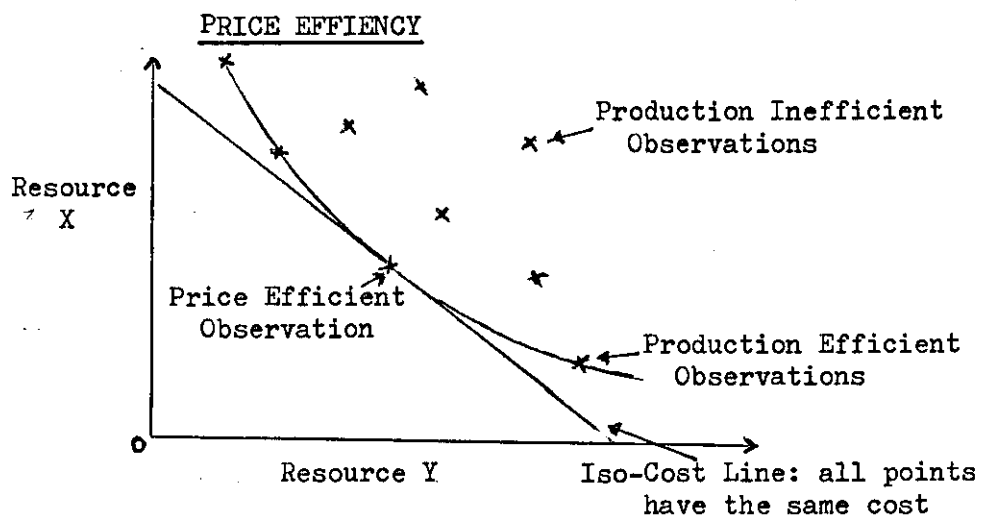 PRICE EFFIENCY
Production Inefficient
Observations
Resource
X
Price Efficient
Observation
Production Efficient
Observations
O
Resource Y
Iso-Cost Line: all points
have the same cost